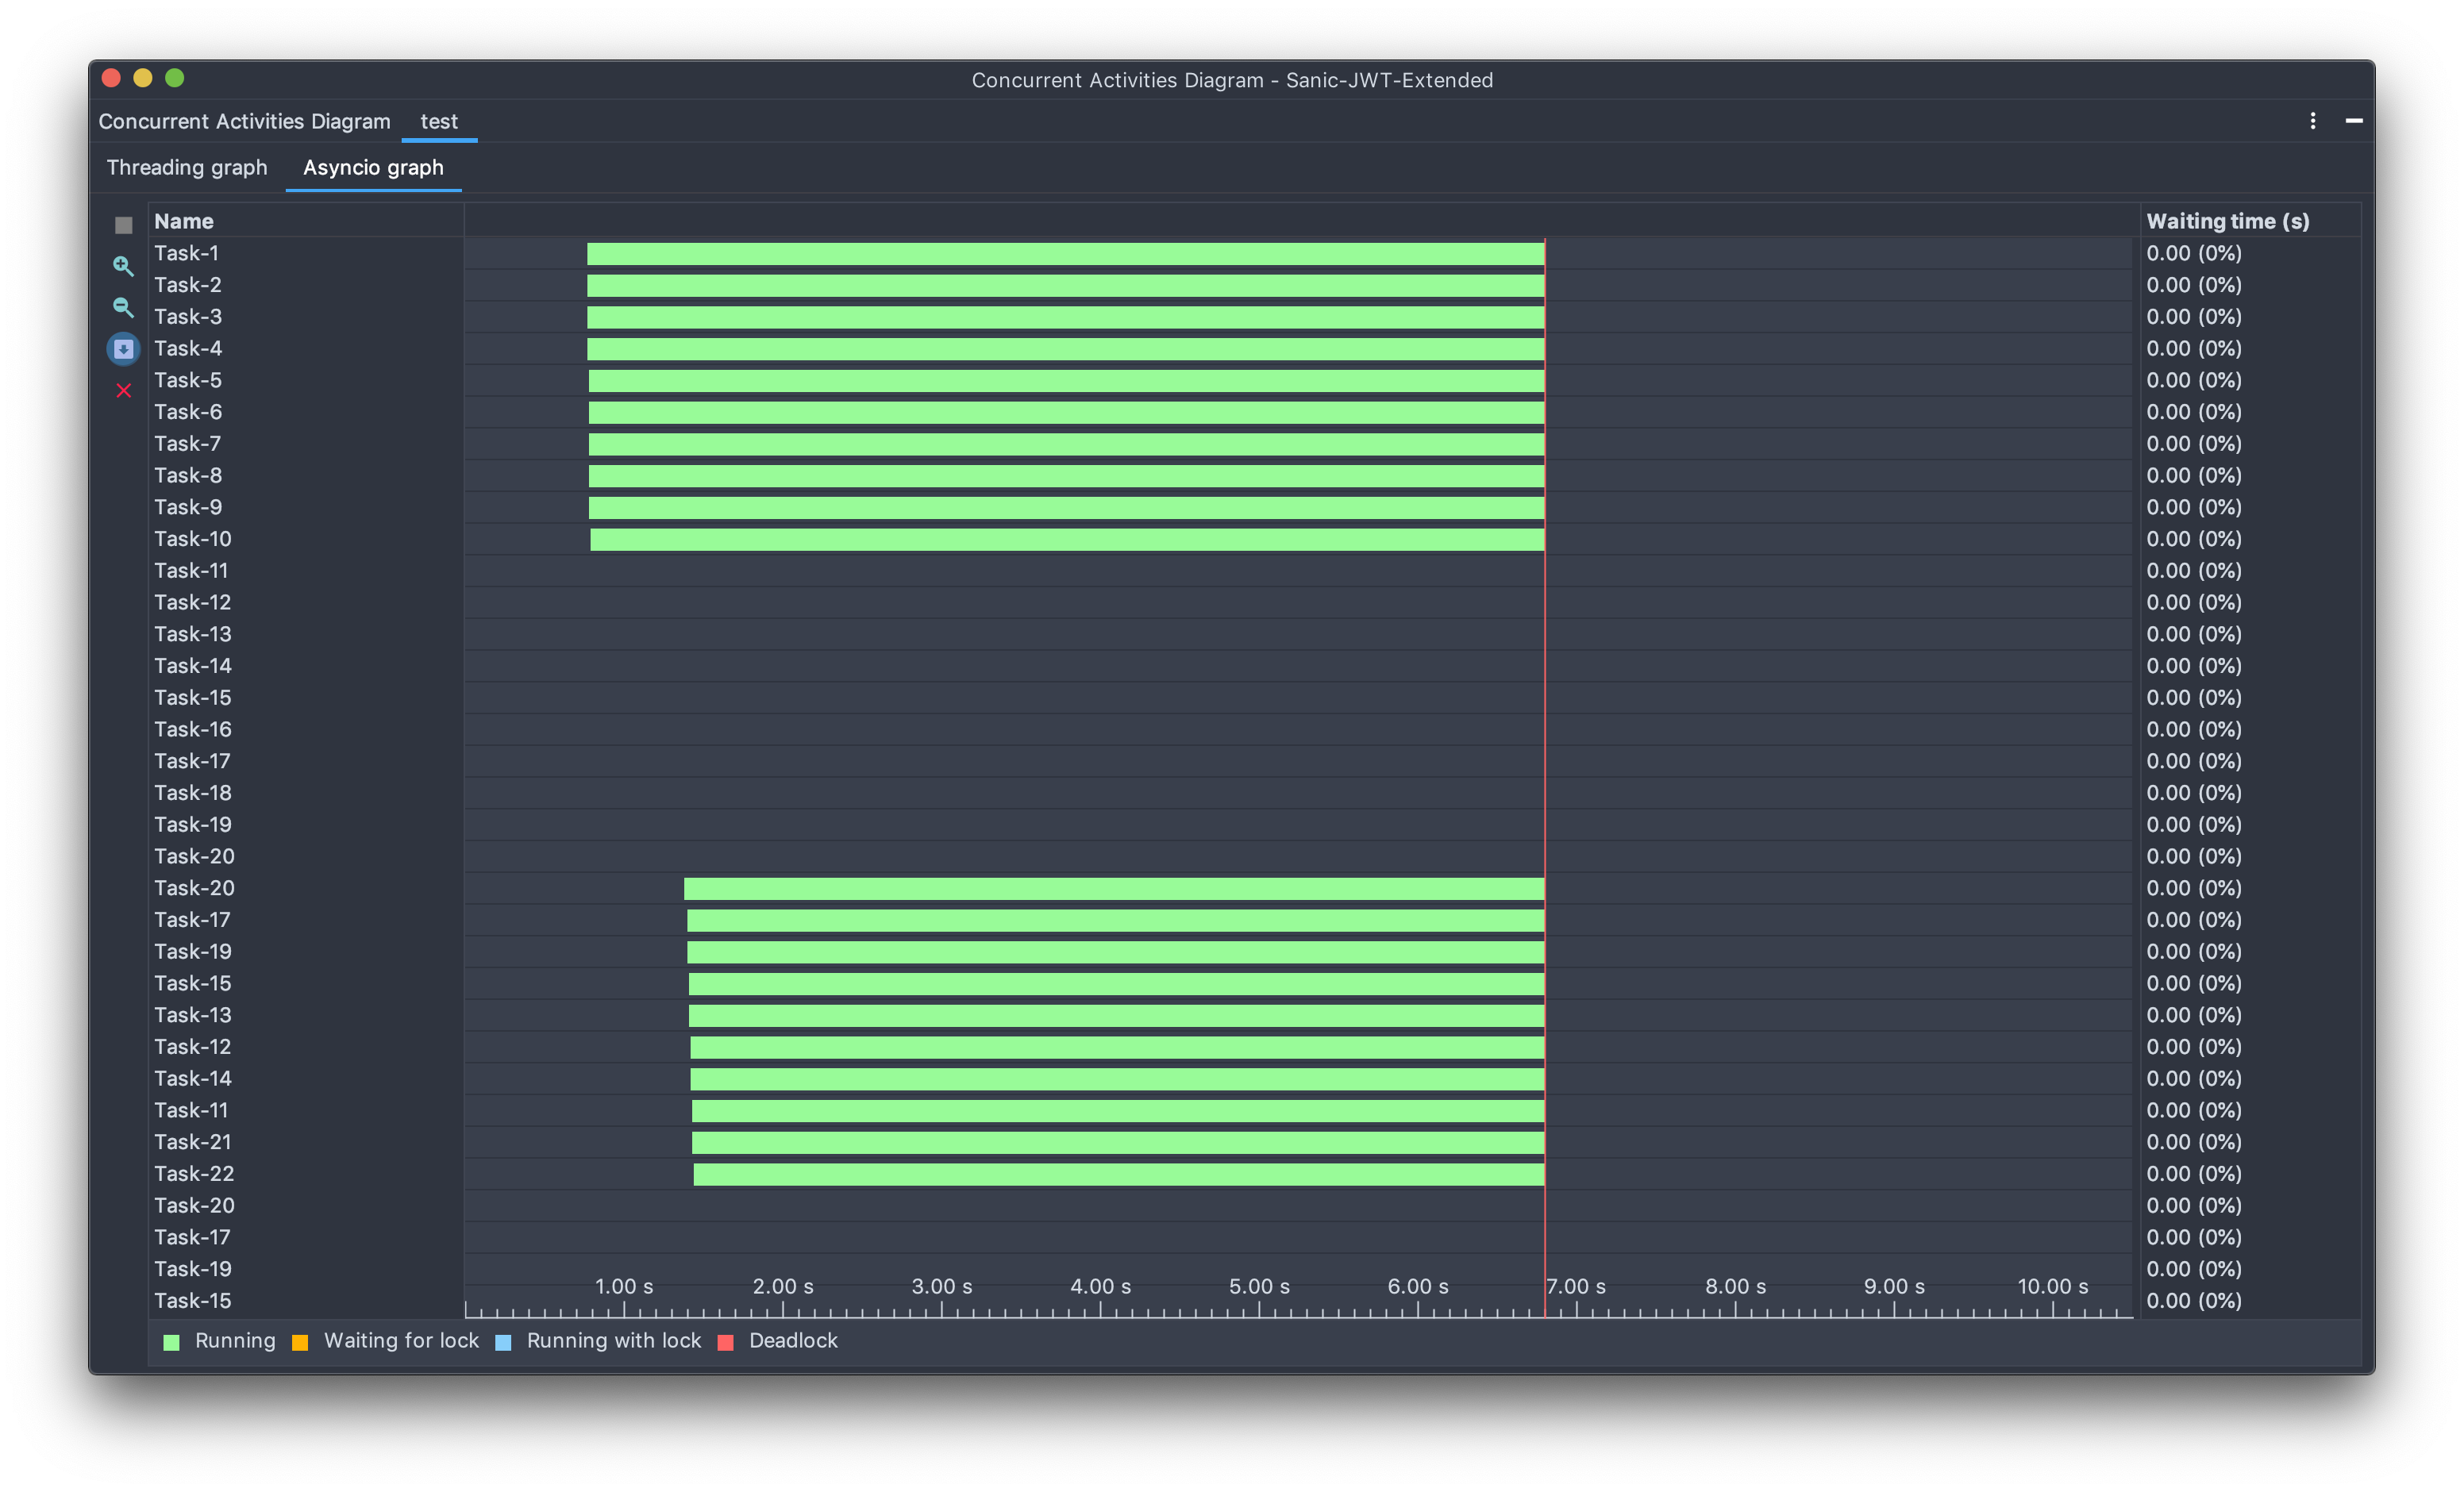 Concurrent Activities Diagram - Sanic-JWT-Extended
Concurrent Activities Diagram test
Threading graph Asyncio graph
Name Waiting time (s)
Task-1 0.00 (0%)
Task-2 0.00 (0%)
Task-3 0.00 (0%)
Task-4 0.00 (0%)
Task-5 0.00 (0%)
Task-6 0.00 (0%)
Task-7 0.00 (0%)
Task-8 0.00 (0%)
Task-9 0.00 (0%)
Task-10 0.00 (0%)
Task-11 0.00 (0%)
Task-12 0.00 (0%)
Task-13 0.00 (0%)
Task-14 0.00 (0%)
Task-15 0.00 (0%)
Task-16 0.00 (0%)
Task-17 0.00 (0%)
Task-18 0.00 (0%)
Task-19 0.00 (0%)
Task-20 0.00 (0%)
Task-20 0.00 (0%)
Task-17 0.00 (0%)
Task-19 0.00 (0%)
Task-15 0.00 (0%)
Task-13 0.00 (0%)
Task-12 0.00 (0%)
Task-14 0.00 (0%)
Task-11 0.00 (0%)
Task-21 0.00 (0%)
Task-22 0.00 (0%)
Task-20 0.00 (0%)
Task-17 0.00 (0%)
Task-19 0.00 (0%)
1.00 s 2.00 s 3.00 s 4.00 s 5.00 s 6.00 s 7.00 s 8.00 s 9.00 s 10.00 s
Task-15 0.00 (0%)
Running Waiting for lock Running with lock Deadlock